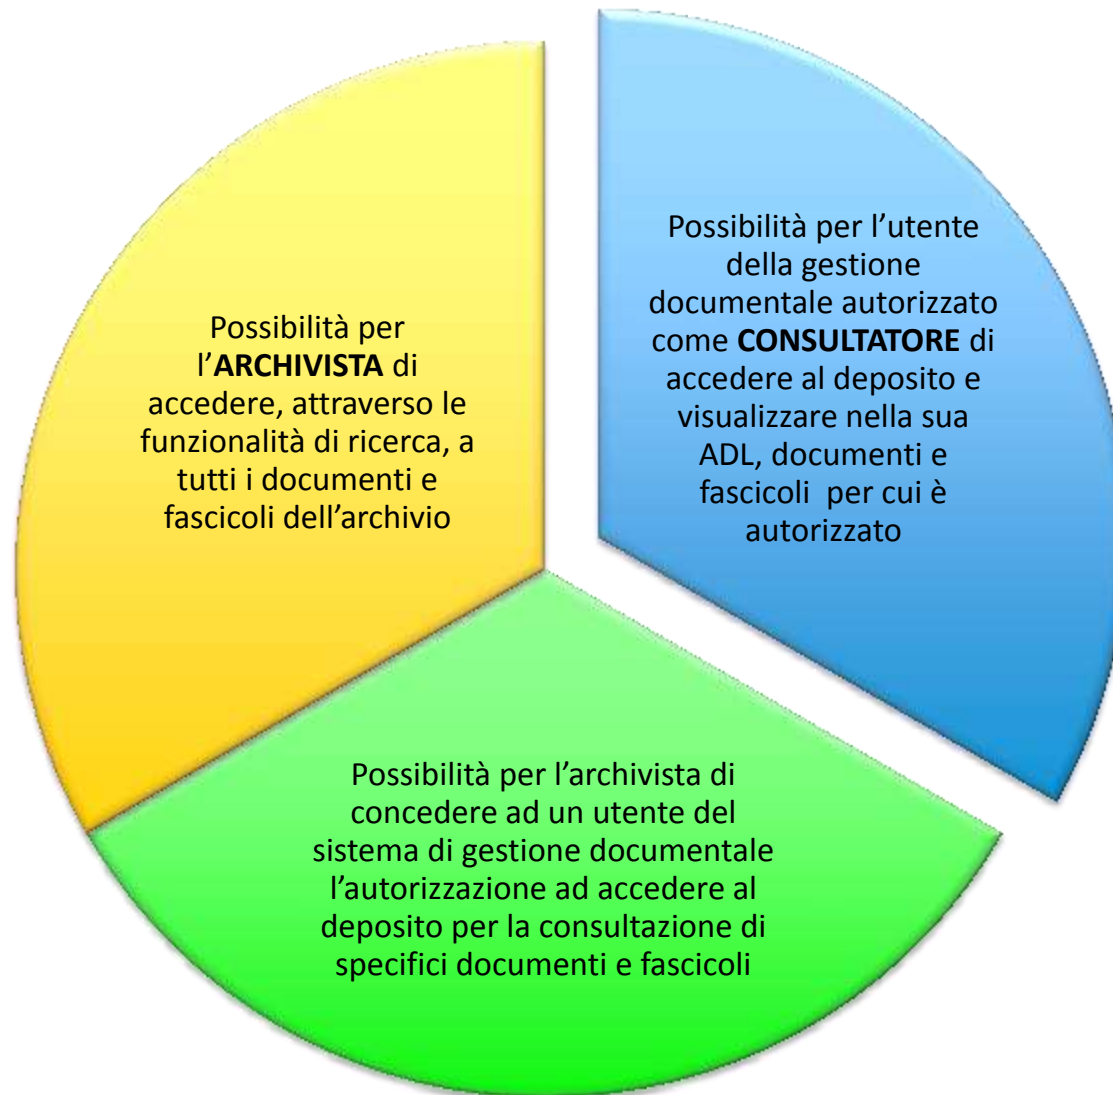 Possibilità per
l’ARCHIVISTA di
accedere, attraverso le
funzionalità di ricerca, a
tutti i documenti e
fascicoli dell’archivio
Possibilità per l’utente
della gestione
documentale autorizzato
come CONSULTATORE di
accedere al deposito e
visualizzare nella sua
ADL, documenti e
fascicoli per cui è
autorizzato
Possibilità per l’archivista di
concedere ad un utente del
sistema di gestione documentale
l’autorizzazione ad accedere al
deposito per la consultazione di
specifici documenti e fascicoli